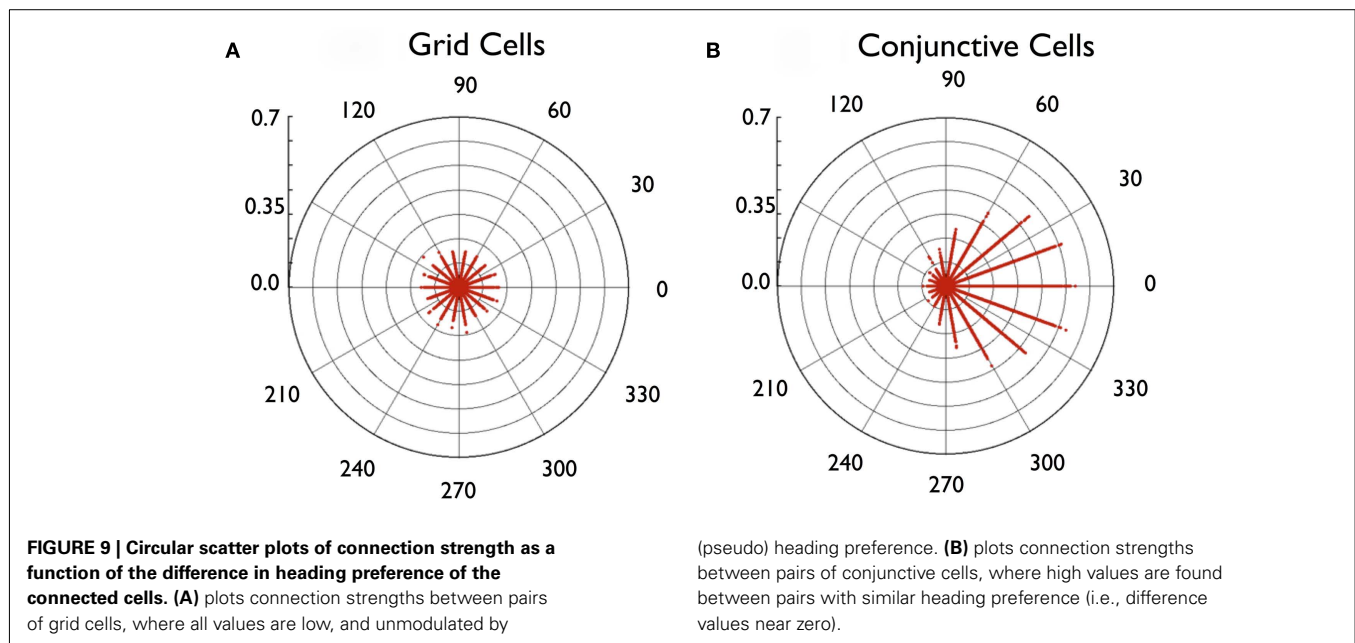 A Grid Cells
90
120 60
0.7
30
0.35
0.0 0
210 330
240 300
270
B Conjunctive Cells
90
120 60
0.7
30
0.35
0.0 0
210 330
240 300
270
FIGURE 9 | Circular scatter plots of connection strength as a
function of the difference in heading preference of the
connected cells. (A) plots connection strengths between pairs
of grid cells, where all values are low, and unmodulated by
(pseudo) heading preference. (B) plots connection strengths
between pairs of conjunctive cells, where high values are found
between pairs with similar heading preference (i.e., difference
values near zero).